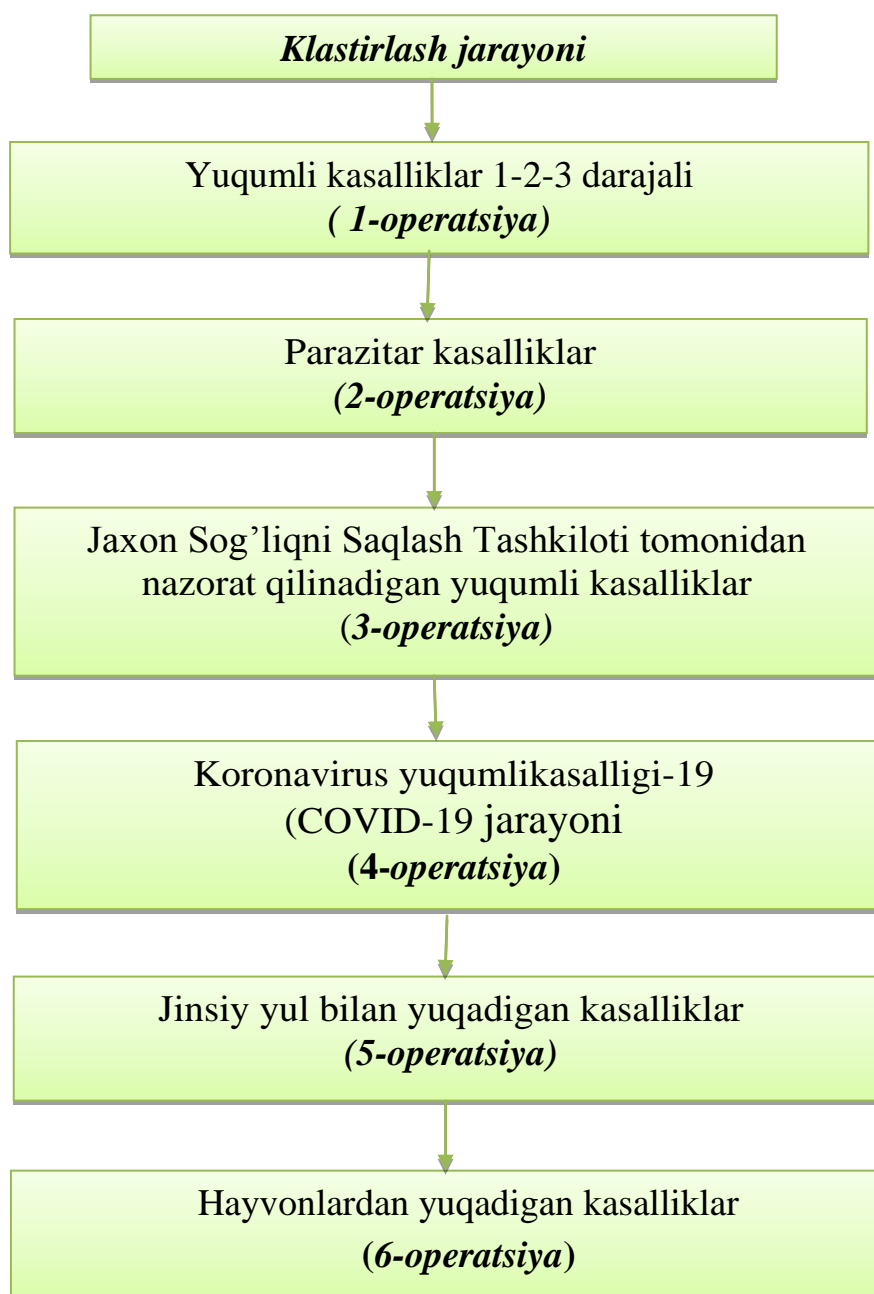 Klastirlash jarayoni
Yuqumli kasalliklar 1-2-3 darajali
( 1-operatsiya)
Parazitar kasalliklar
(2-operatsiya)
Jaxon Sog’liqni Saqlash Tashkiloti tomonidan
nazorat qilinadigan yuqumli kasalliklar
(3-operatsiya)
Koronavirus yuqumlikasalligi-19
(COVID-19 jarayoni
(4-operatsiya)
Jinsiy yul bilan yuqadigan kasalliklar
(5-operatsiya)
Hayvonlardan yuqadigan kasalliklar
(6-operatsiya)